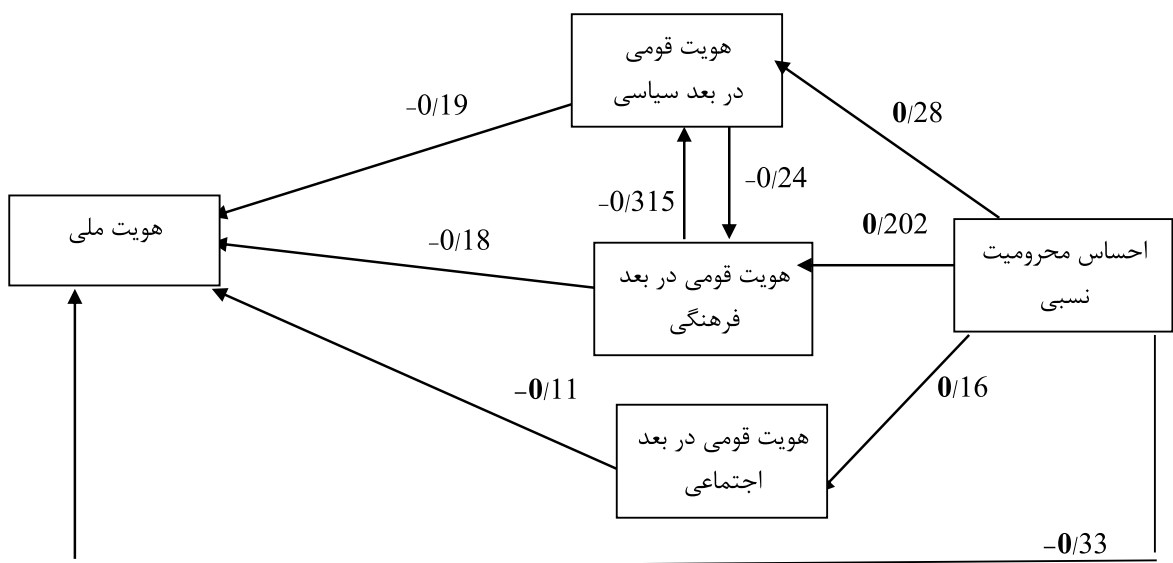 هویت قومی
در بعد سیاسی
0/28
-0/19
-0/24
-0/315
هویت ملی
-0/18
0/202
احساس محرومیت
نسبی
هویت قومی در بعد
فرهنگی
-0/11
0/16
هویت قومی در بعد
اجتماعی
-0/33